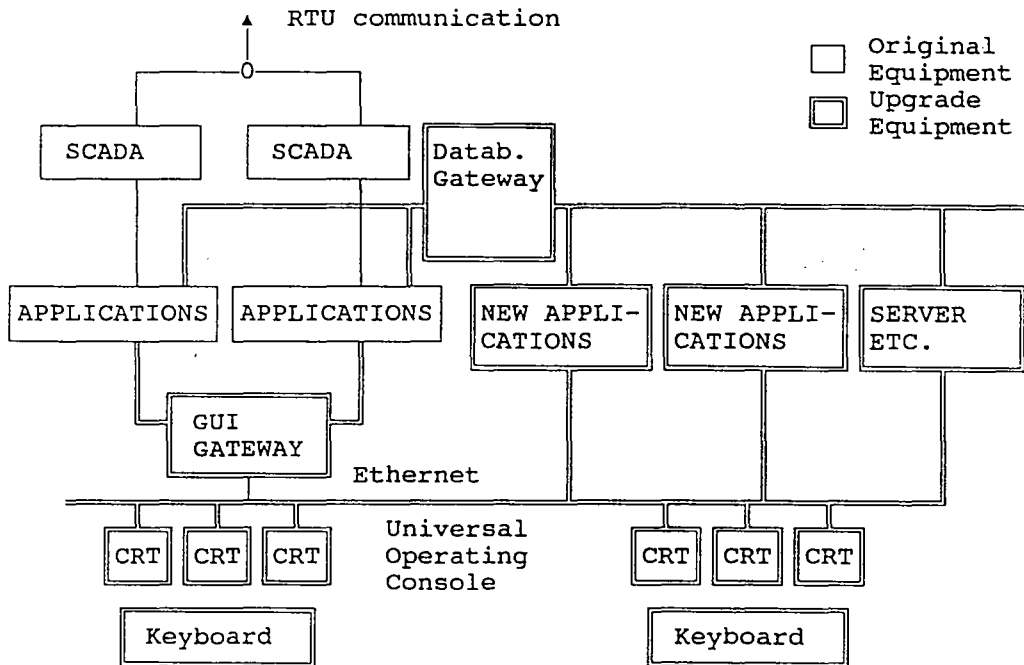 RTU communication
Original
Equipment
Upgrade
Equipment
SCADA
SCADA
Datab.
Gateway
APPLICATIONS
APPLICATIONS
NEW APPLI-
CATIONS
NEW APPLI-
CATIONS
SERVER
ETC.
GUI
GATEWAY
Ethernet
Universal
Operating
Console
CRT
CRT
CRT
CRT
CRT
CRT
Keyboard
Keyboard